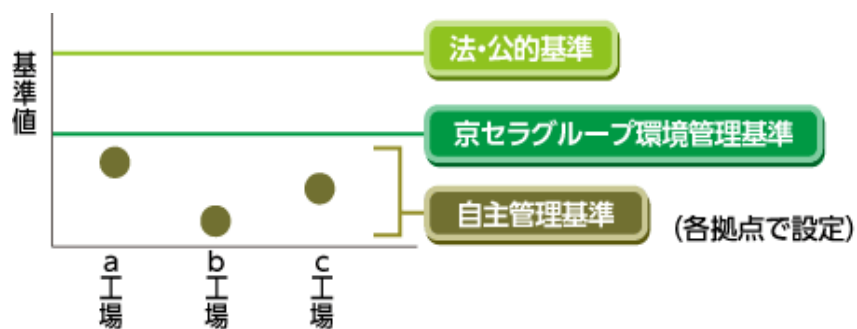 法・公的基準
基準値
京セラグループ環境管理基準
自主管理基準
(各拠点で設定)
a工場
b工場
c工場